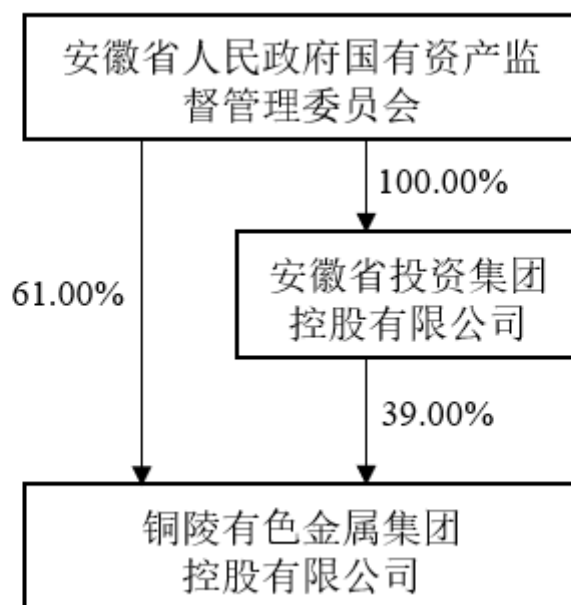 安徽省人民政府国有资产监
督管理委员会
100.00%
安徽省投资集团
控股有限公司
61.00%
39.00%
铜陵有色金属集团
控股有限公司